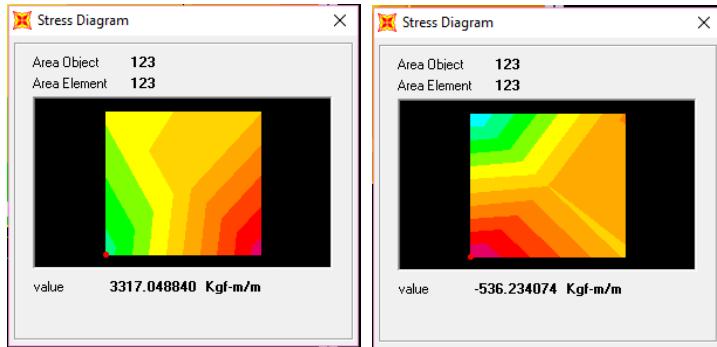 Stress Diagram
Area Object 123
Area Element 123
value 3317.048840 Kgf-m/m
Stress Diagram
Area Object 123
Area Element 123
value -536.234074 Kgf-m/m